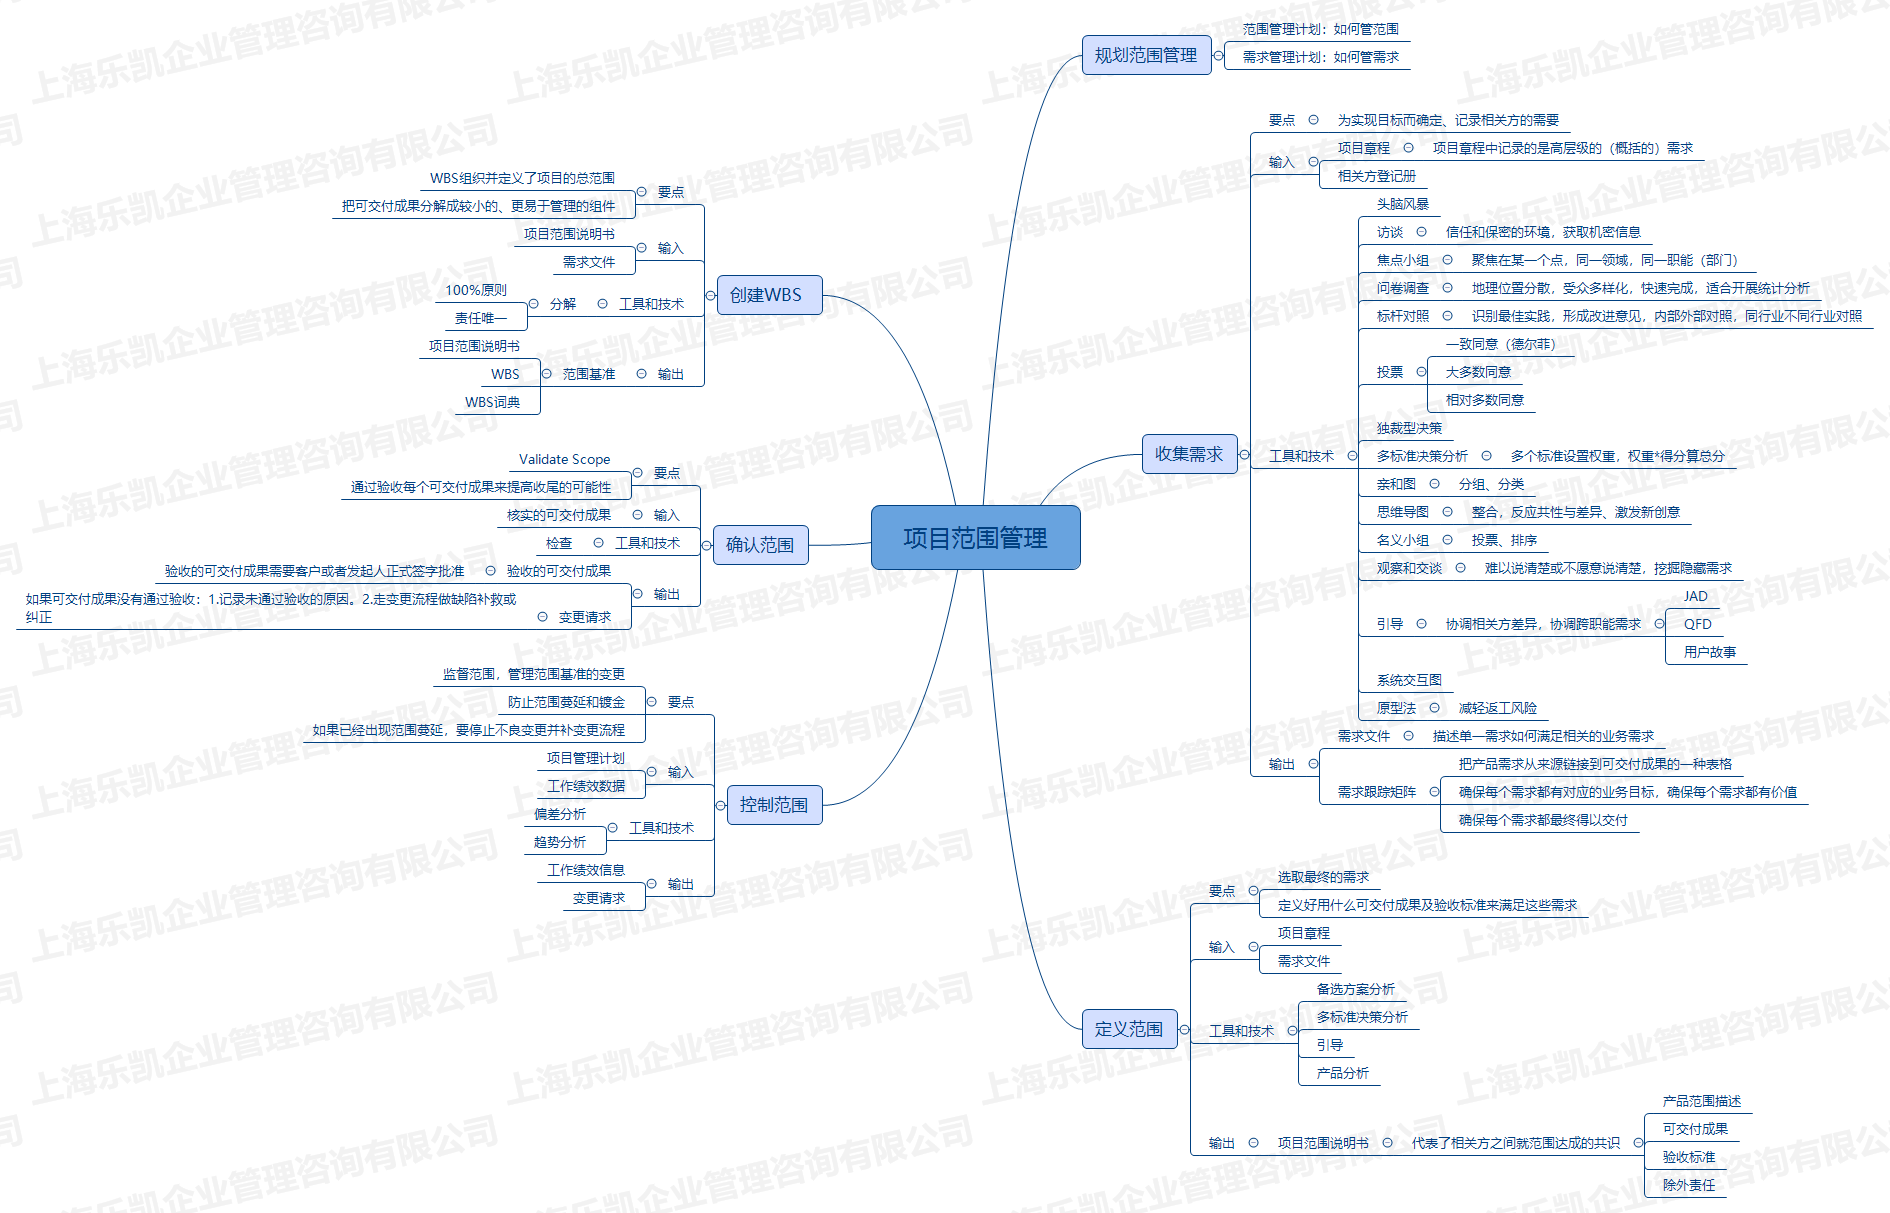 项目范围管理
规划范围管理
范围管理计划：如何管范围
需求管理计划：如何管需求
收集需求
要点
为实现目标而确定、记录相关方的需要
输入
项目章程
项目章程中记录的是高层级的（概括的）需求
相关方登记册
工具和技术
头脑风暴
访谈
信任和保密的环境，获取机密信息
焦点小组
聚焦在某一个点，同一领域，同一职能（部门）
问卷调查
地理位置分散，受众多样化，快速完成，适合开展统计分析
标杆对照
识别最佳实践，形成改进意见，内部外部对照，同行业不同行业对照
投票
一致同意（德尔菲）
大多数同意
相对多数同意
独裁型决策
多标准决策分析
多个标准设置权重，权重*得分算总分
亲和图
分组、分类
思维导图
整合，反应共性与差异、激发新创意
名义小组
投票、排序
观察和交谈
难以说清楚或不愿意说清楚，挖掘隐藏需求
引导
协调相关方差异，协调跨职能需求
JAD
QFD
用户故事
系统交互图
原型法
减轻返工风险
输出
需求文件
描述单一需求如何满足相关的业务需求
需求跟踪矩阵
把产品需求从来源链接到可交付成果的一种表格
确保每个需求都有对应的业务目标，确保每个需求都有价值
确保每个需求都最终得以交付
定义范围
要点
选取最终的需求
定义好用什么可交付成果及验收标准来满足这些需求
输入
项目章程
需求文件
工具和技术
备选方案分析
多标准决策分析
引导
产品分析
输出
项目范围说明书
代表了相关方之间就范围达成的共识
产品范围描述
可交付成果
验收标准
除外责任
创建WBS
要点
WBS组织并定义了项目的总范围
把可交付成果分解成较小的、更易于管理的组件
输入
项目范围说明书
需求文件
工具和技术
分解
100%原则
责任唯一
输出
范围基准
项目范围说明书
WBS
WBS词典
确认范围
要点
Validate Scope
通过验收每个可交付成果来提高收尾的可能性
输入
核实的可交付成果
工具和技术
检查
输出
验收的可交付成果
验收的可交付成果需要客户或者发起人正式签字批准
变更请求
如果可交付成果没有通过验收：1.记录未通过验收的原因。2.走变更流程做缺陷补救或
纠正
控制范围
要点
监督范围，管理范围基准的变更
防止范围蔓延和镀金
如果已经出现范围蔓延，要停止不良变更并补变更流程
输入
项目管理计划
工作绩效数据
工具和技术
偏差分析
趋势分析
输出
工作绩效信息
变更请求
上海乐凯企业管理咨询有限公司